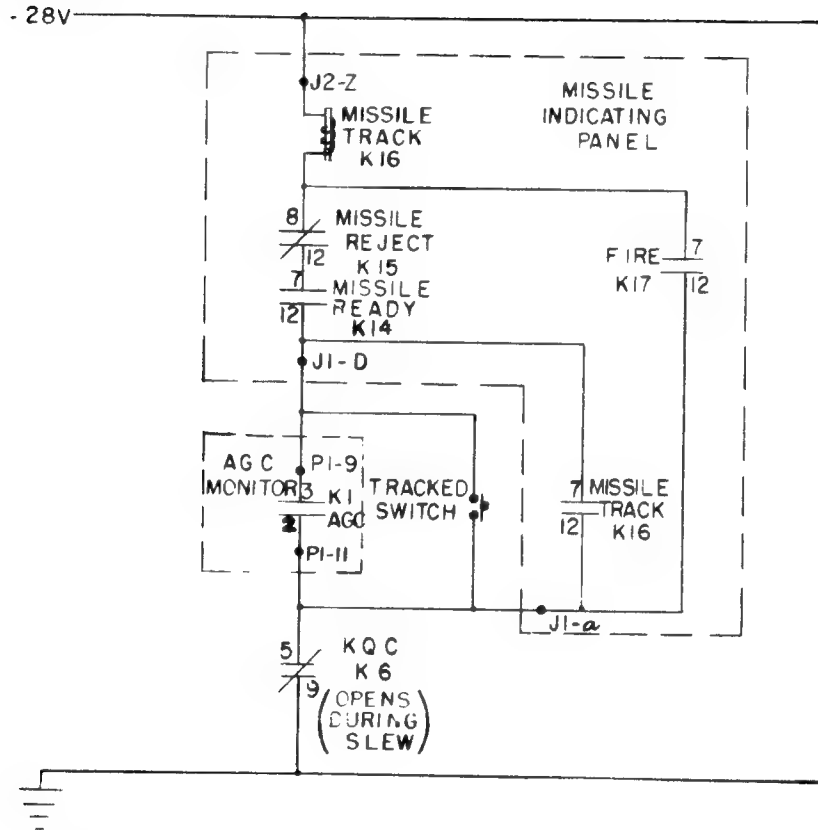 - 28V
J2-Z
MISSILE
TRACK
K16
MISSILE
INDICATING
PANEL
8
12
MISSILE
REJECT
K15
7
12
MISSILE
READY
K14
FIRE
K17
7
12
J1-D
AGC
MONITOR
P1-9
3
2
K1
AGC
P1-11
TRACKED
SWITCH
7
12
MISSILE
TRACK
K16
J1-a
5
9
KQC
K6
(OPENS
DURING
SLEW)